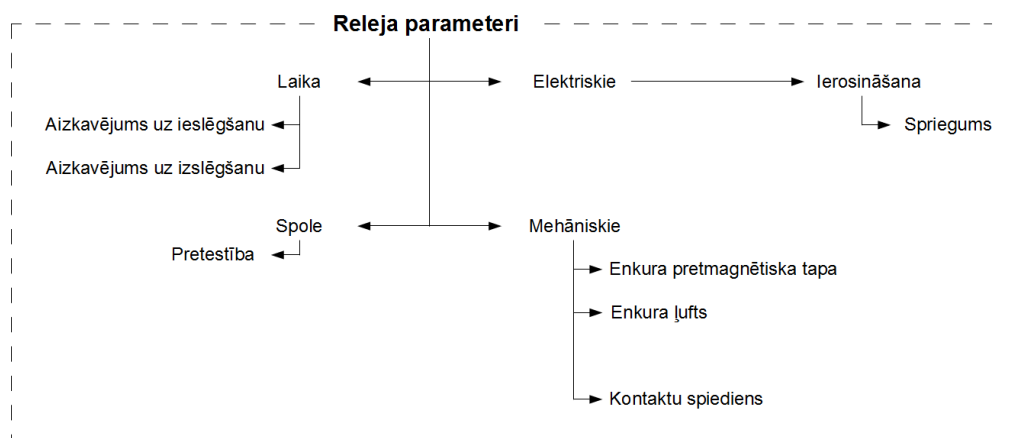 Releja parameteri
Laika
Elektriskie
Ierosināšana
Aizkavējums uz ieslēgšanu
Spriegums
Aizkavējums uz izslēgšanu
Spole
Mehāniskie
Pretestība
Enkura pretmagnētiska tapa
Enkura ļufts
Kontaktu spiediens